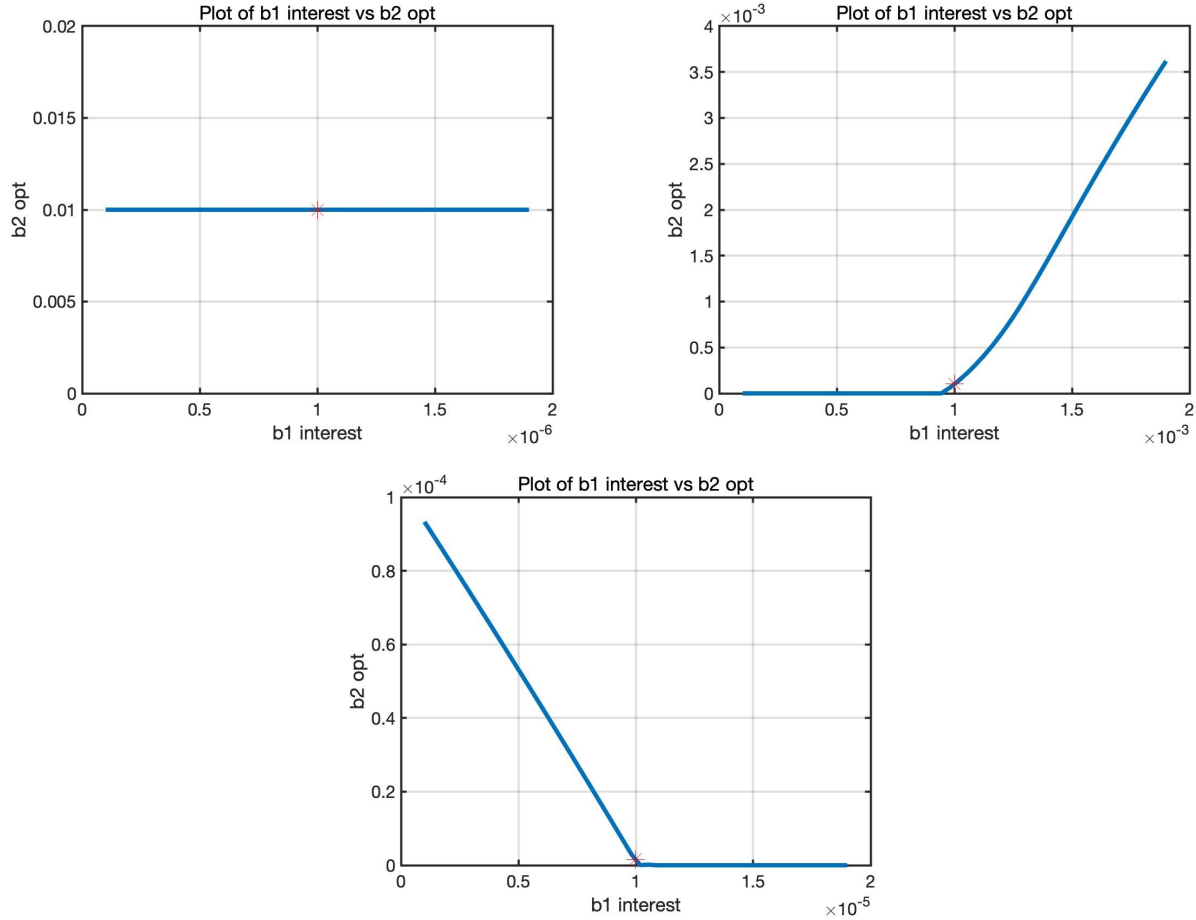 Plot of b1 interest vs b2 opt
0.02
0.015
0.01
0.005
0
b2 opt
0 0.5 1 1.5 2
b1 interest
×10-6
Plot of b1 interest vs b2 opt
×10-3
4
3.5
3
2.5
2
1.5
1
0.5
0
b2 opt
0 0.5 1 1.5 2
b1 interest
×10-3
Plot of b1 interest vs b2 opt
×10-4
1
0.8
0.6
0.4
0.2
0
b2 opt
0 0.5 1 1.5 2
b1 interest
×10-5